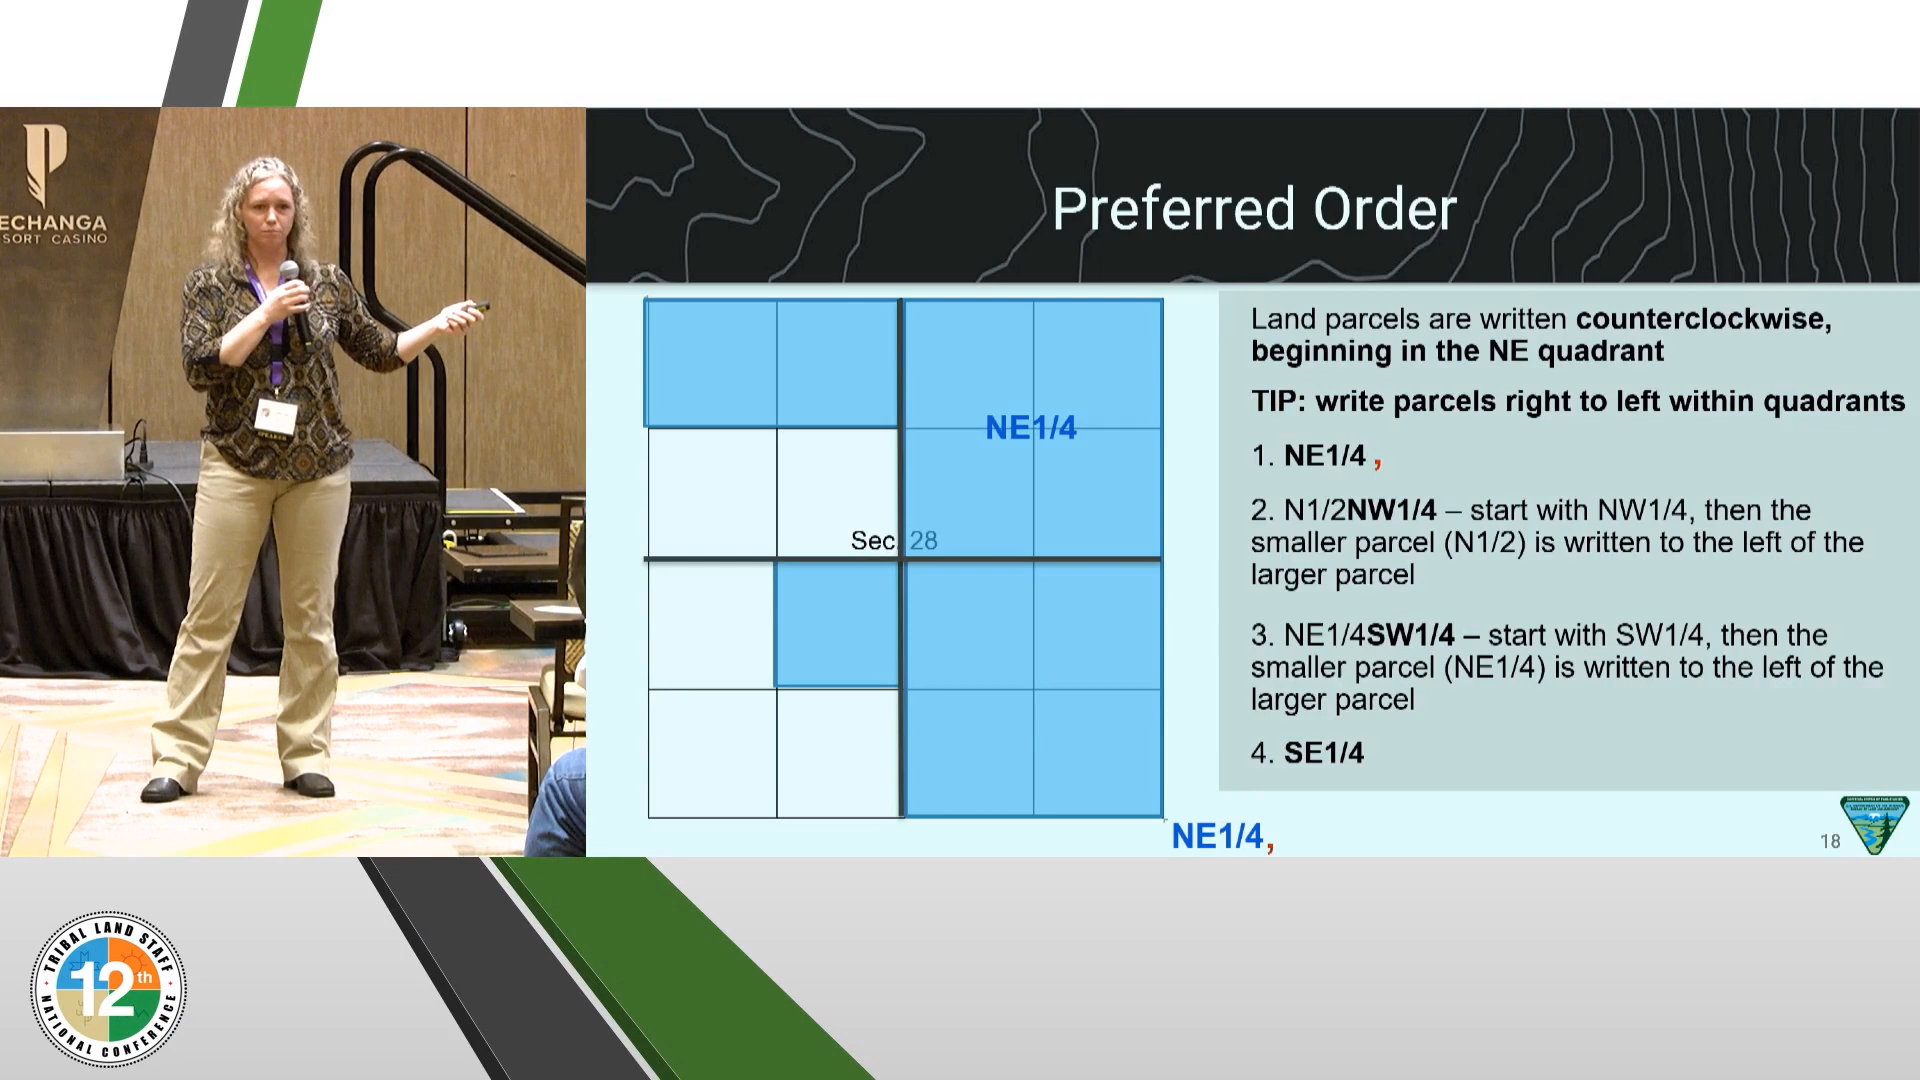 ECHANGA
SORT CASINO
SPEAKER
Preferred Order
NE1/4
Sec. 28
NE1/4,
Land parcels are written counterclockwise,
beginning in the NE quadrant
TIP: write parcels right to left within quadrants
1. NE1/4 ,
2. N1/2NW1/4 – start with NW1/4, then the
smaller parcel (N1/2) is written to the left of the
larger parcel
3. NE1/4SW1/4 – start with SW1/4, then the
smaller parcel (NE1/4) is written to the left of the
larger parcel
4. SE1/4
18
TRIBAL LAND STAFF
12th
NATIONAL CONFERENCE